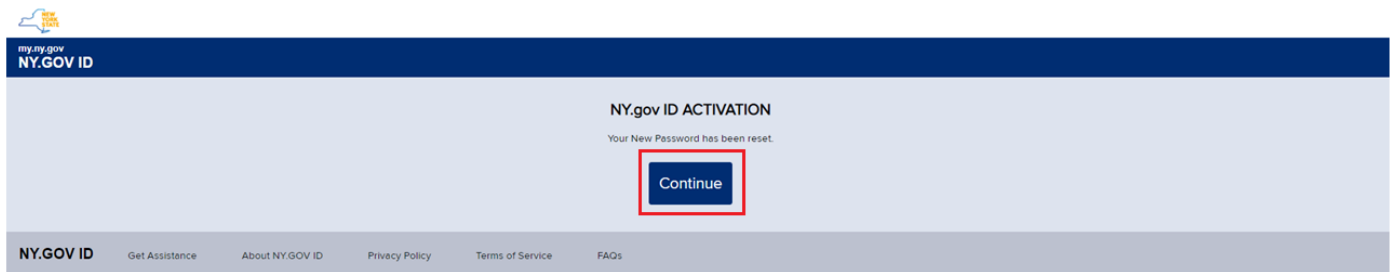 NEW
YORK
STATE
my.ny.gov
NY.GOV ID
NY.gov ID ACTIVATION
Your New Password has been reset.
Continue
NY.GOV ID Get Assistance About NY.GOV ID Privacy Policy Terms of Service FAQs